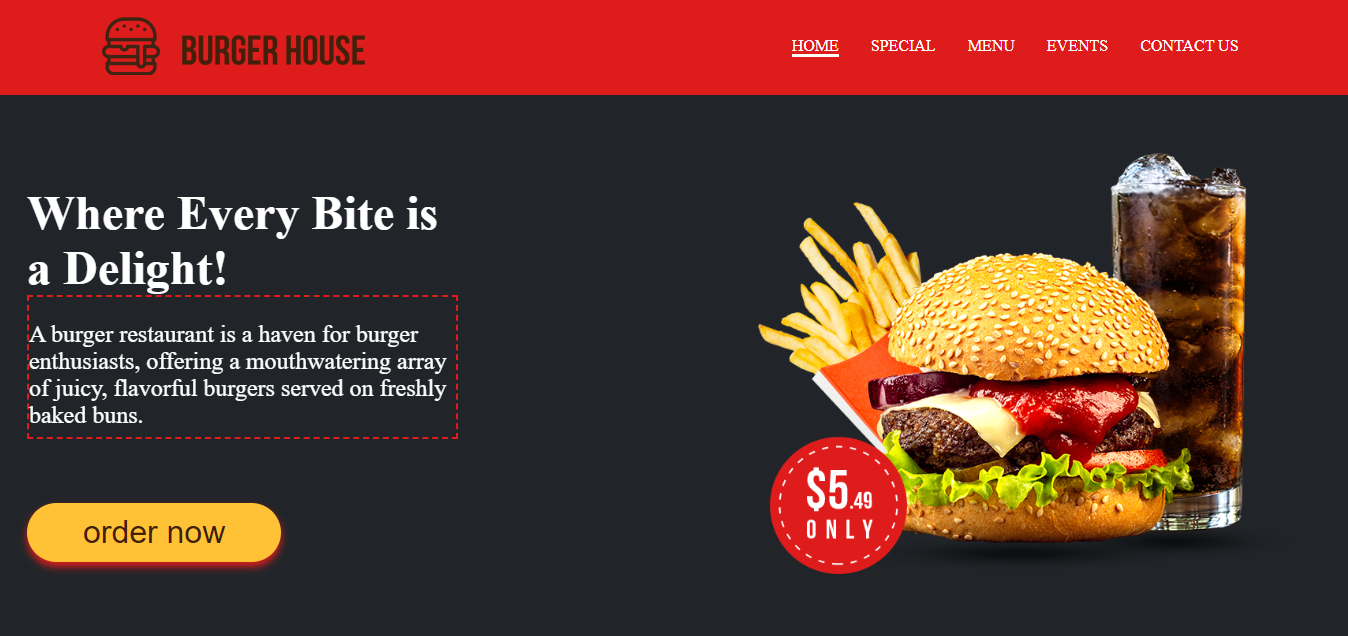 BURGER HOUSE
HOME SPECIAL MENU EVENTS CONTACT US
Where Every Bite is
a Delight!
A burger restaurant is a haven for burger
enthusiasts, offering a mouthwatering array
of juicy, flavorful burgers served on freshly
baked buns.
order now
$5.49
ONLY